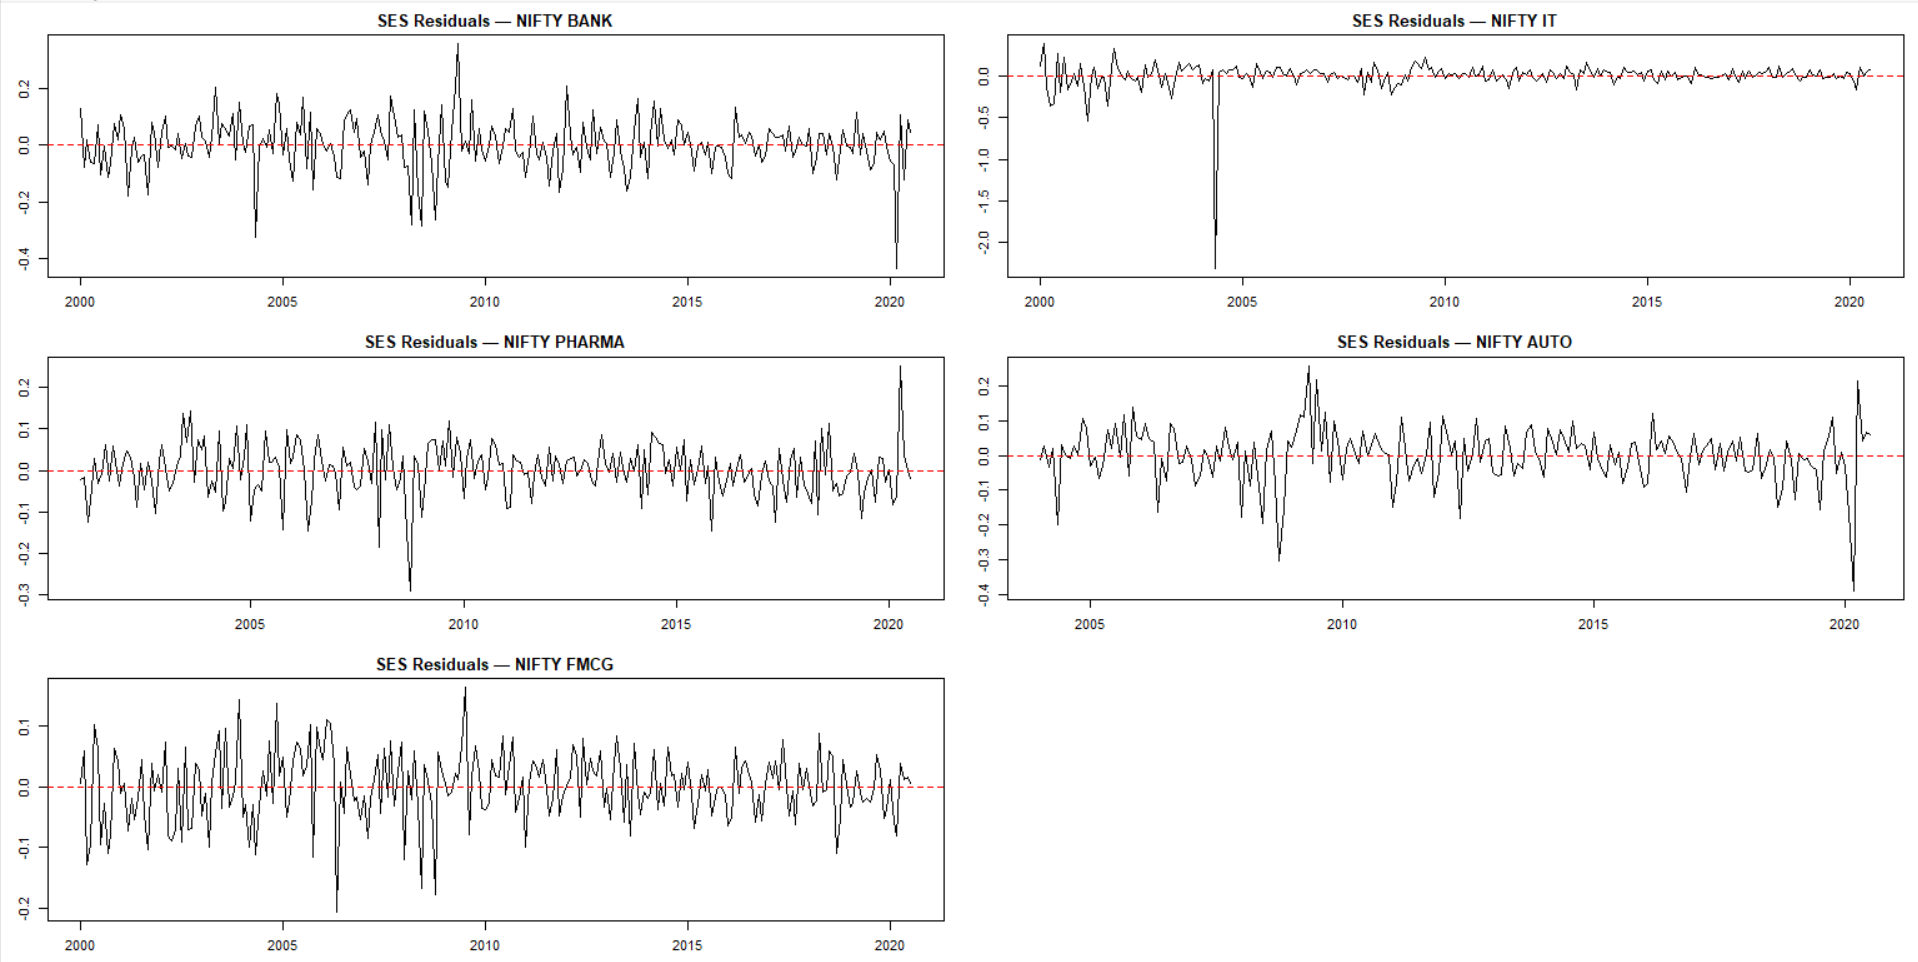 SES Residuals — NIFTY BANK
0.2
0.0
-0.2
-0.4
2000 2005 2010 2015 2020
SES Residuals — NIFTY IT
0.0
-0.5
-1.0
-1.5
-2.0
2000 2005 2010 2015 2020
SES Residuals — NIFTY PHARMA
0.2
0.1
0.0
-0.1
-0.2
-0.3
2005 2010 2015 2020
SES Residuals — NIFTY AUTO
0.2
0.1
0.0
-0.1
-0.2
-0.3
-0.4
2005 2010 2015 2020
SES Residuals — NIFTY FMCG
0.1
0.0
-0.1
-0.2
2000 2005 2010 2015 2020